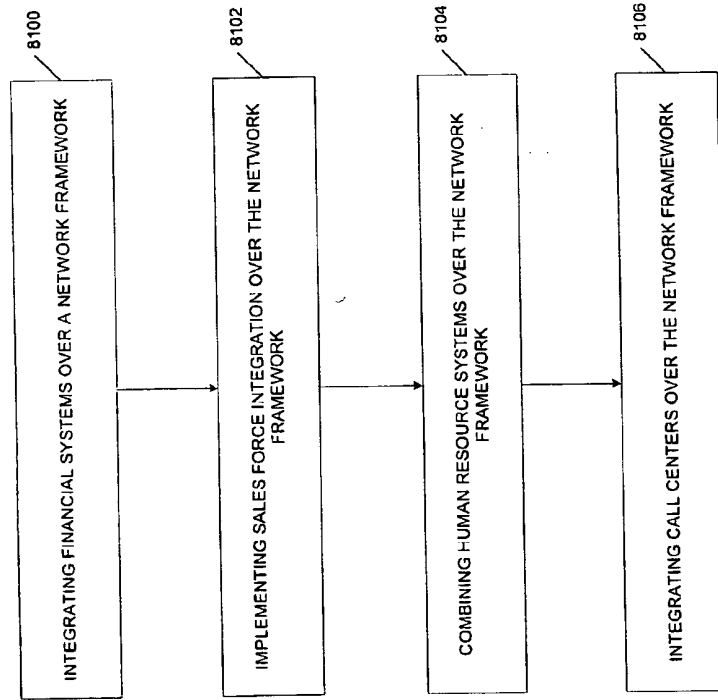 8100
INTEGRATING FINANCIAL SYSTEMS OVER A NETWORK FRAMEWORK
8102
IMPLEMENTING SALES FORCE INTEGRATION OVER THE NETWORK
FRAMEWORK
8104
COMBINING HUMAN RESOURCE SYSTEMS OVER THE NETWORK
FRAMEWORK
8106
INTEGRATING CALL CENTERS OVER THE NETWORK FRAMEWORK